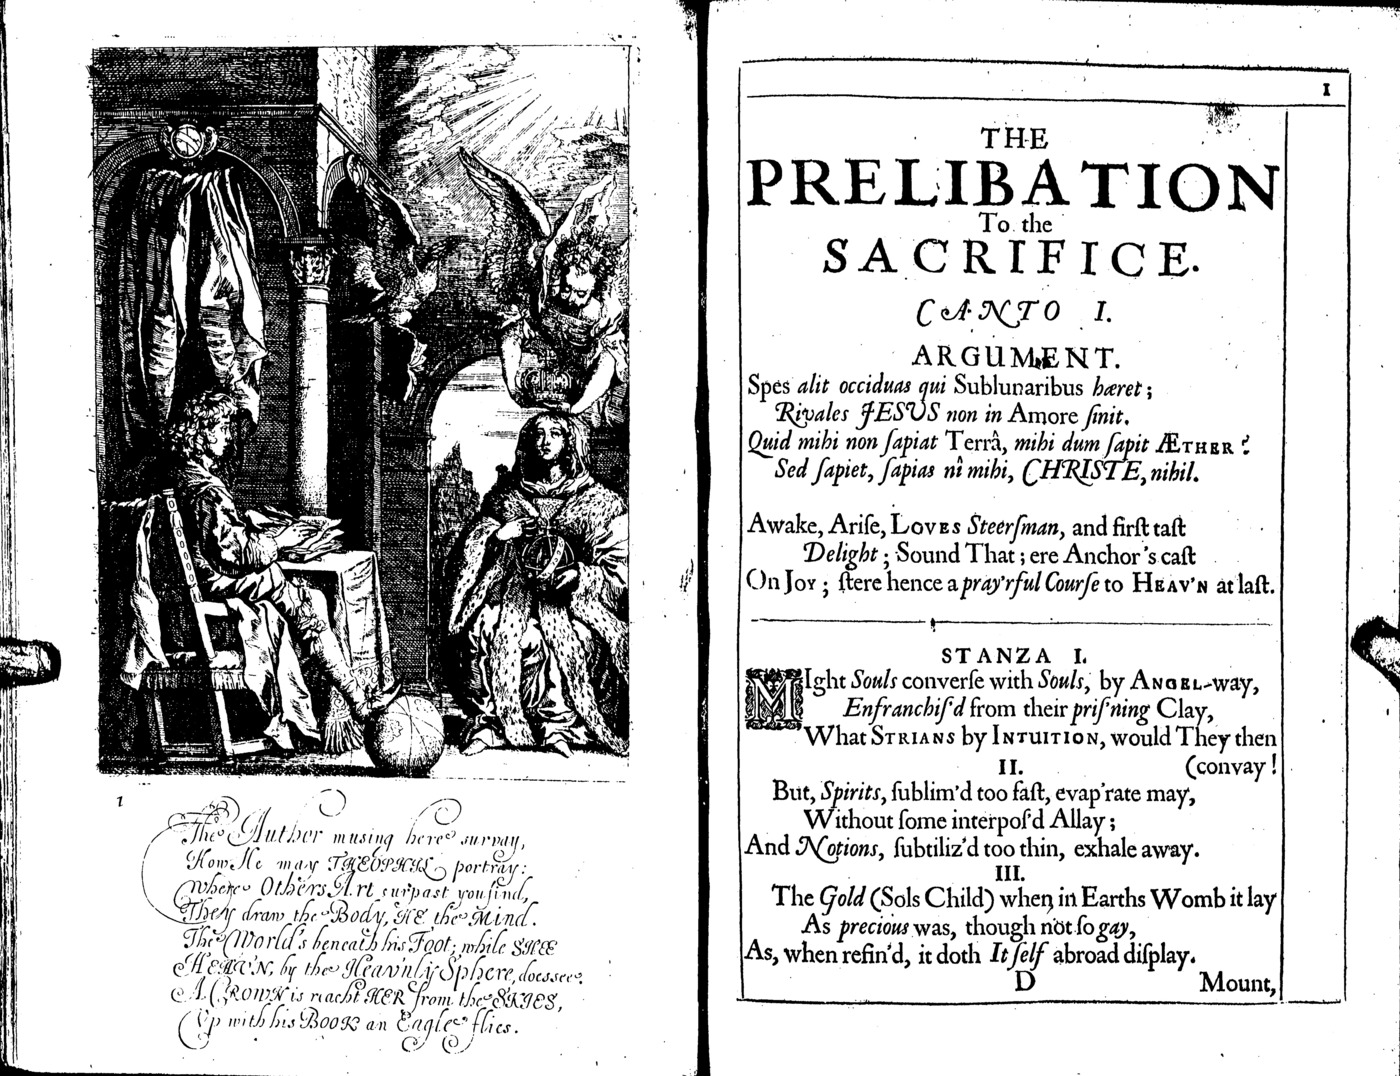 1
The Auther musing here survay,
How He may THEOPHIL portray:
Where Others Art surpast you find,
They draw the Body, HE the Mind.
The World's beneath his Foot; while SHEE
HEAV'N, by the Heav'nly Sphere, does see.
A CROWN is reacht HER from the SKIES,
Up with his BOOK an Eagle flies.
1
THE
PRELIBATION
To the
SACRIFICE.
CANTO I.
ARGUMENT.
Spes alit occiduas qui Sublunaribus hæret;
Rivales JESUS non in Amore ſinit.
Quid mihi non ſapiat Terrâ, mihi dum ſapit ÆTHER?
Sed ſapiet, ſapias nî mihi, CHRISTE, nihil.
Awake, Ariſe, LOVES Steerſman, and firſt taſt
Delight; Sound That; ere Anchor's caſt
On Joy; ſtere hence a pray'rful Courſe to HEAV'N at laſt.
STANZA I.
MIght Souls converſe with Souls, by ANGEL-way,
Enfranchiſ'd from their priſ'ning Clay,
What STRIANS by INTUITION, would They then
(convay!
II.
But, Spirits, ſublim'd too faſt, evap'rate may,
Without ſome interpoſ'd Allay;
And Notions, ſubtiliz'd too thin, exhale away.
III.
The Gold (Sols Child) when in Earths Womb it lay
As precious was, though not ſo gay,
As, when refin'd, it doth Itſelf abroad diſplay.
D
Mount,